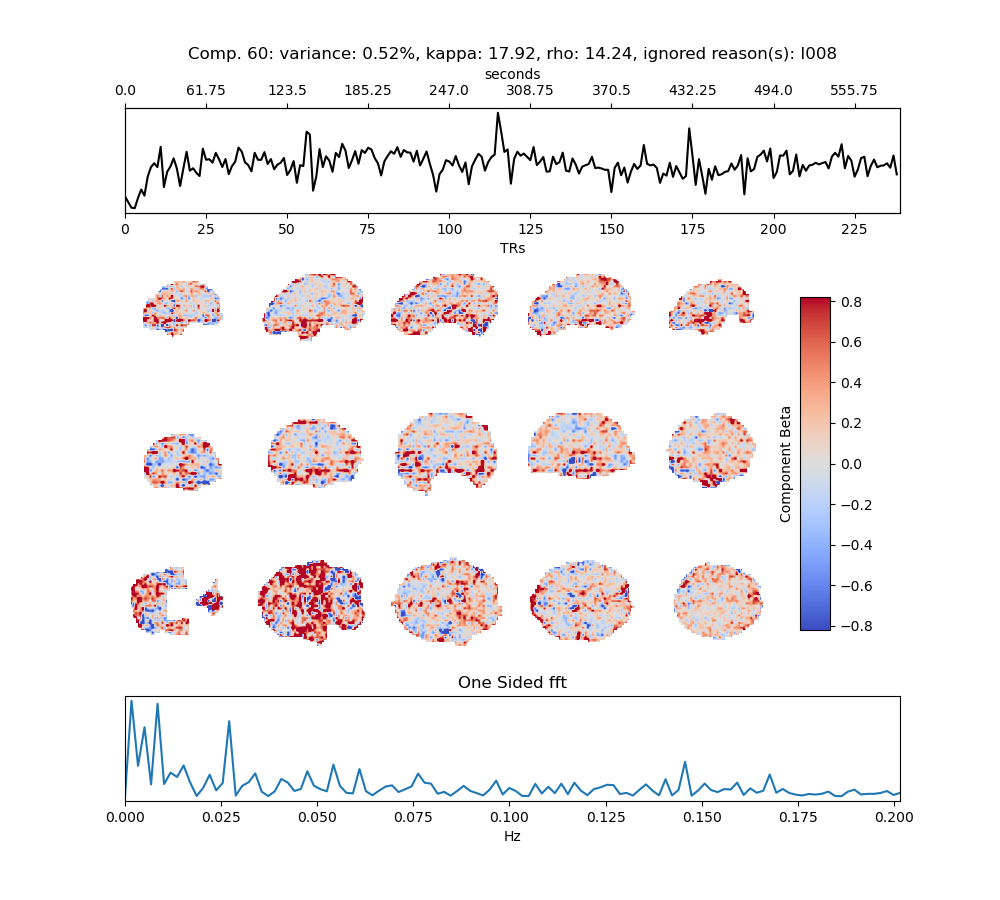 Comp. 60: variance: 0.52%, kappa: 17.92, rho: 14.24, ignored reason(s): I008
seconds
0.0 61.75 123.5 185.25 247.0 308.75 370.5 432.25 494.0 555.75
0 25 50 75 100 125 150 175 200 225
TRs
0.8
0.6
0.4
0.2
0.0
−0.2
−0.4
−0.6
−0.8
Component Beta
One Sided fft
0.000 0.025 0.050 0.075 0.100 0.125 0.150 0.175 0.200
Hz